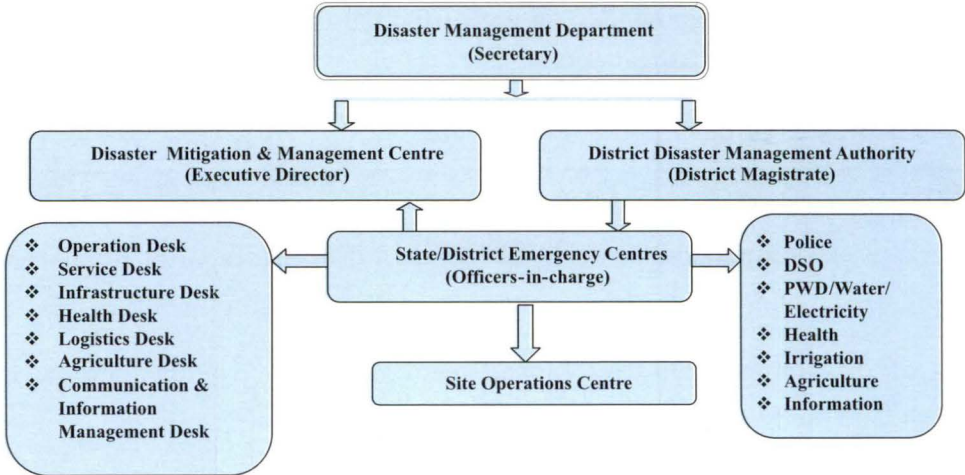 Disaster Management Department
(Secretary)
Disaster Mitigation & Management Centre
(Executive Director)
District Disaster Management Authority
(District Magistrate)
❖ Operation Desk
❖ Service Desk
❖ Infrastructure Desk
❖ Health Desk
❖ Logistics Desk
❖ Agriculture Desk
❖ Communication &
Information
Management Desk
State/District Emergency Centres
(Officers-in-charge)
❖ Police
❖ DSO
❖ PWD/Water/
Electricity
❖ Health
❖ Irrigation
❖ Agriculture
❖ Information
Site Operations Centre